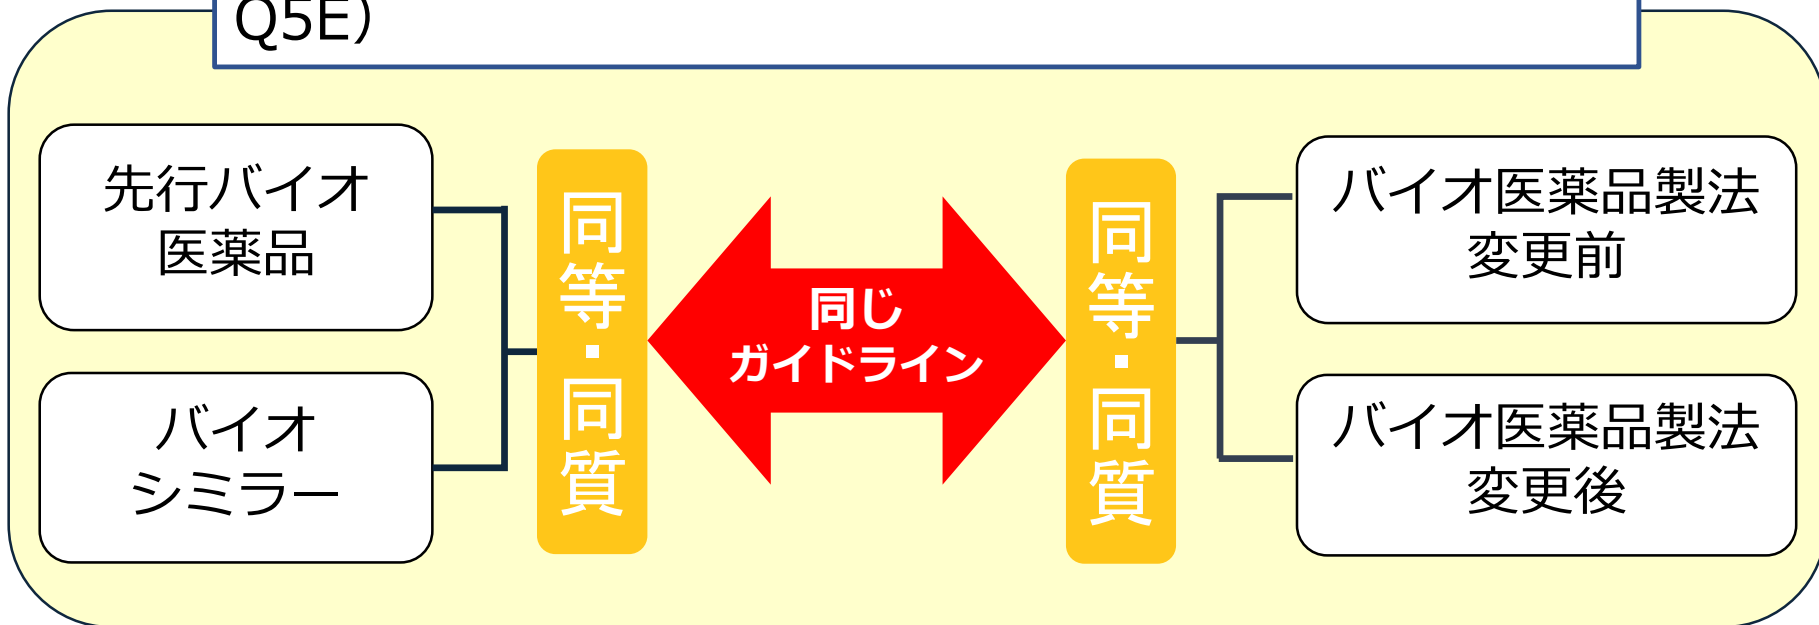 Q5E）
先行バイオ
医薬品
バイオ
シミラー
同等・同質
同じ
ガイドライン
同等・同質
バイオ医薬品製法
変更前
バイオ医薬品製法
変更後